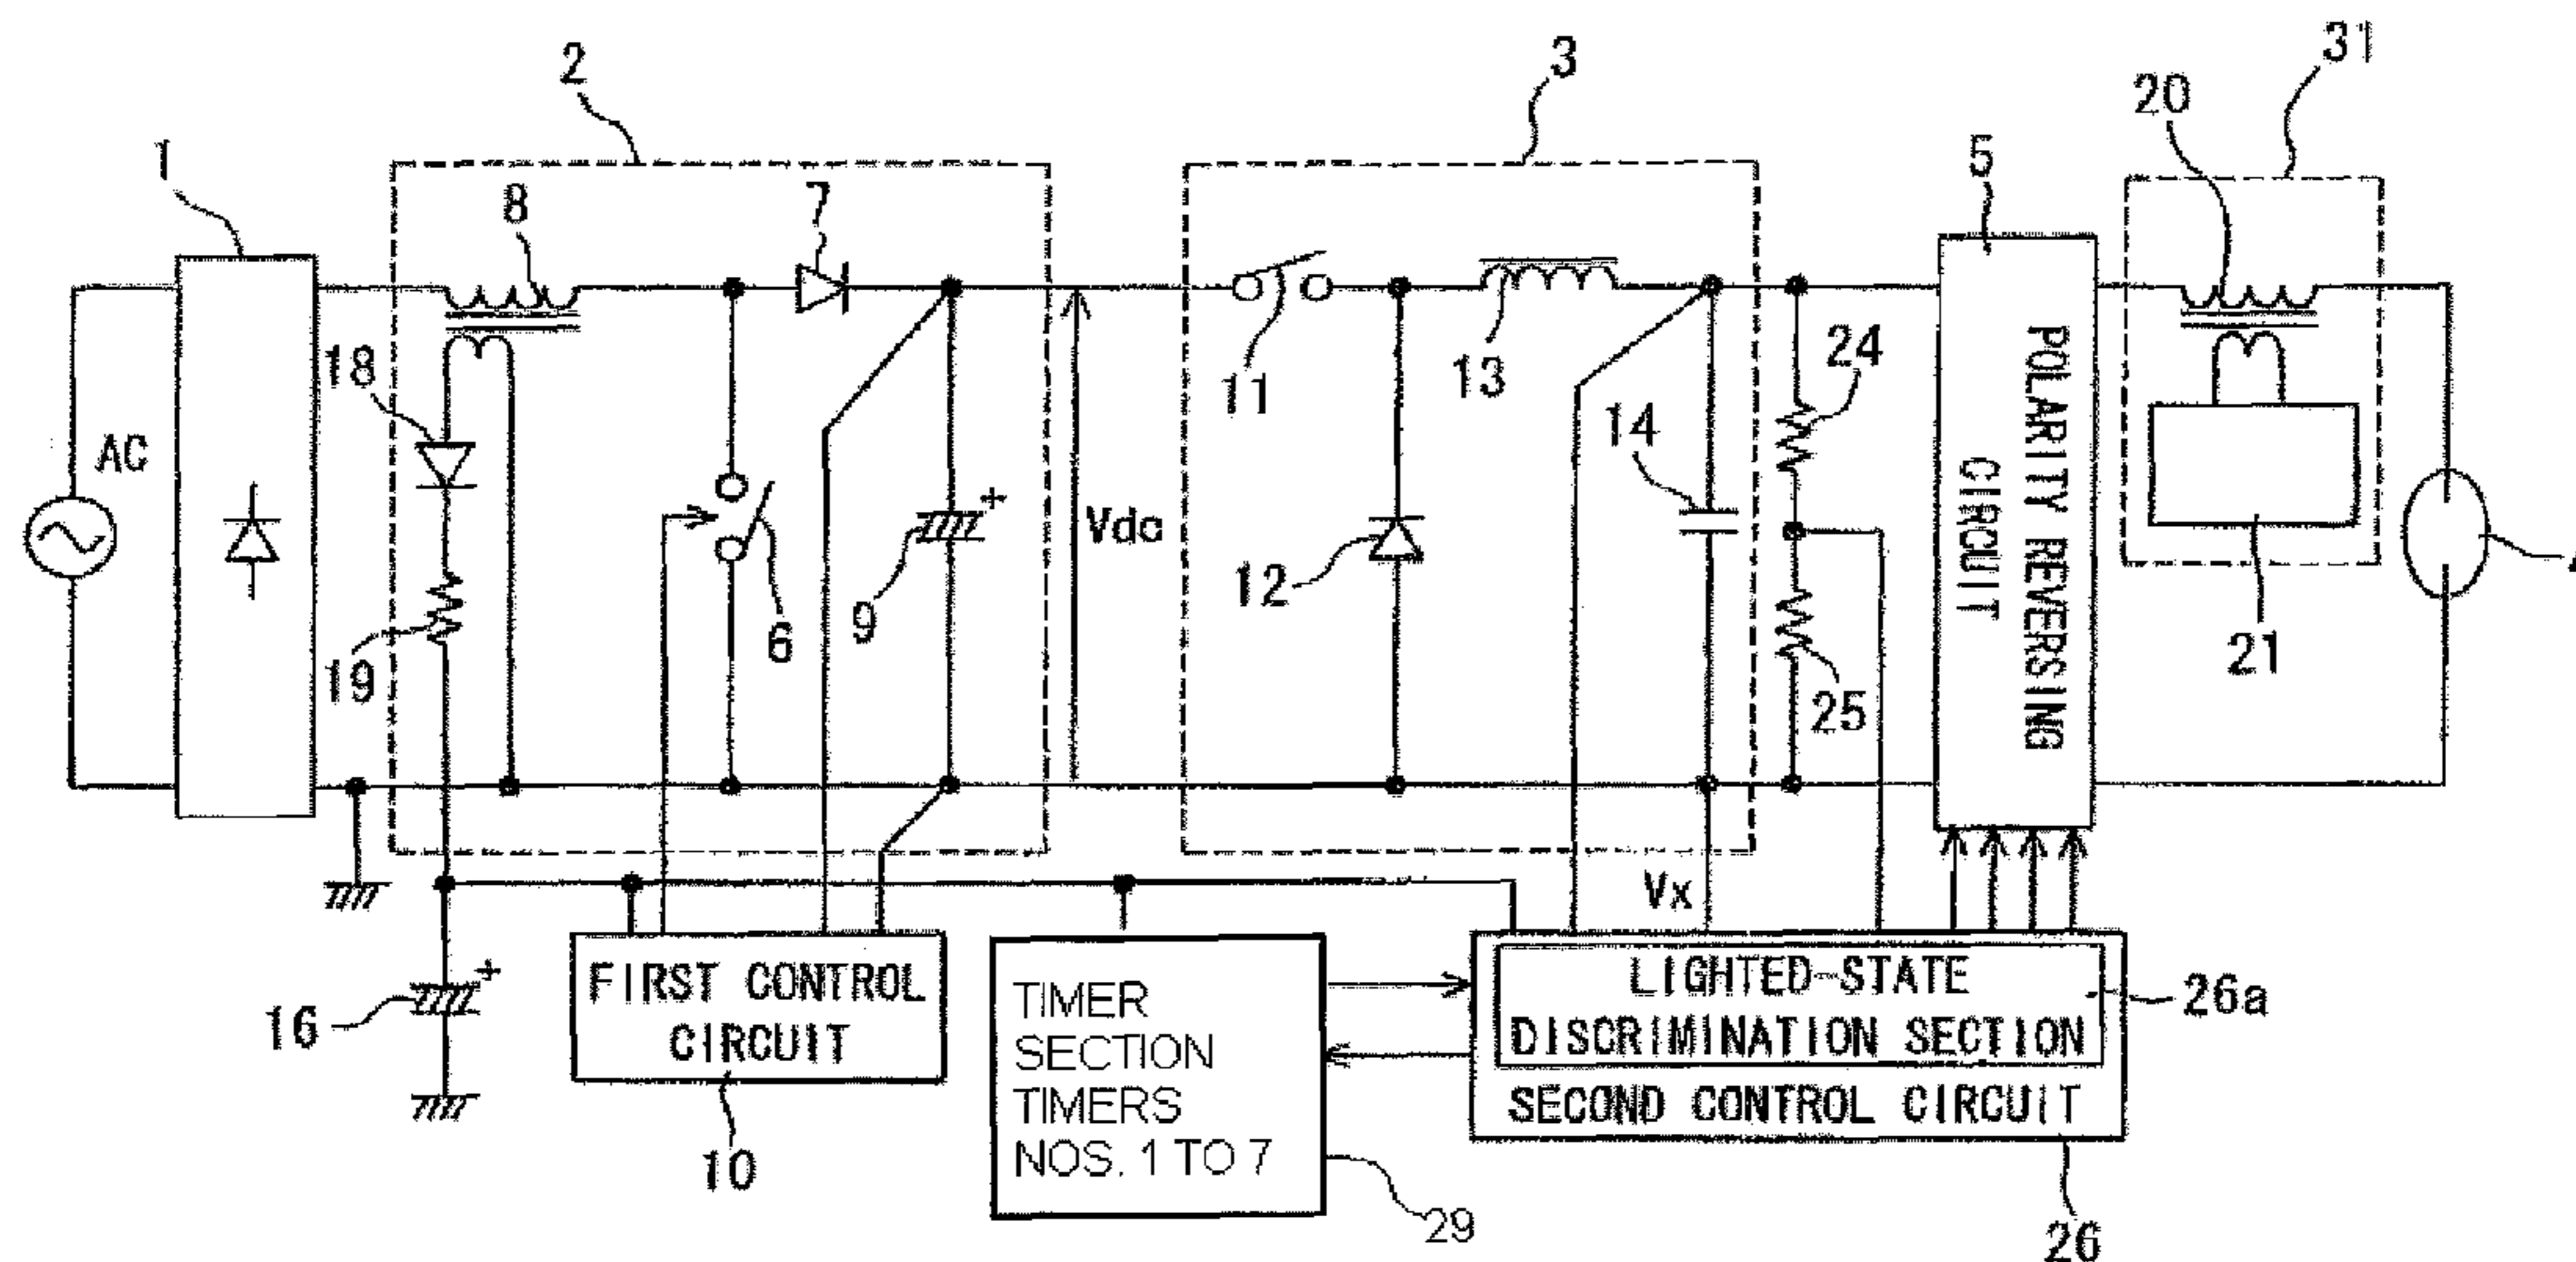 2
3
31
20
1
8
7
5
AC
18
11
13
24
14
Vdc
12
19
6
9
25
21
POLARITY REVERSING
CIRCUIT
Vx
16
FIRST CONTROL
CIRCUIT
10
TIMER
SECTION
TIMERS
NOS. 1 TO 7
29
LIGHTED-STATE
DISCRIMINATION SECTION
SECOND CONTROL CIRCUIT
26a
26